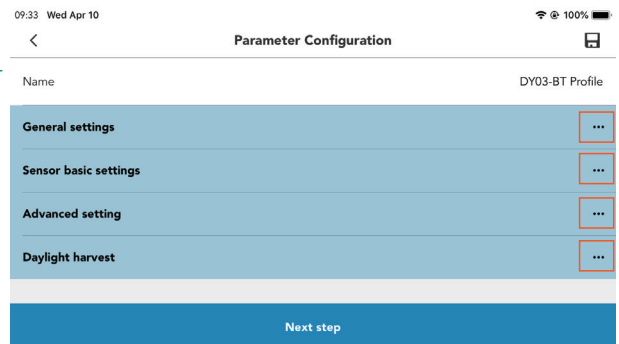 09:33 Wed Apr 10 100%
Parameter Configuration
Name DY03-BT Profile
General settings ...
Sensor basic settings ...
Advanced setting ...
Daylight harvest ...
Next step